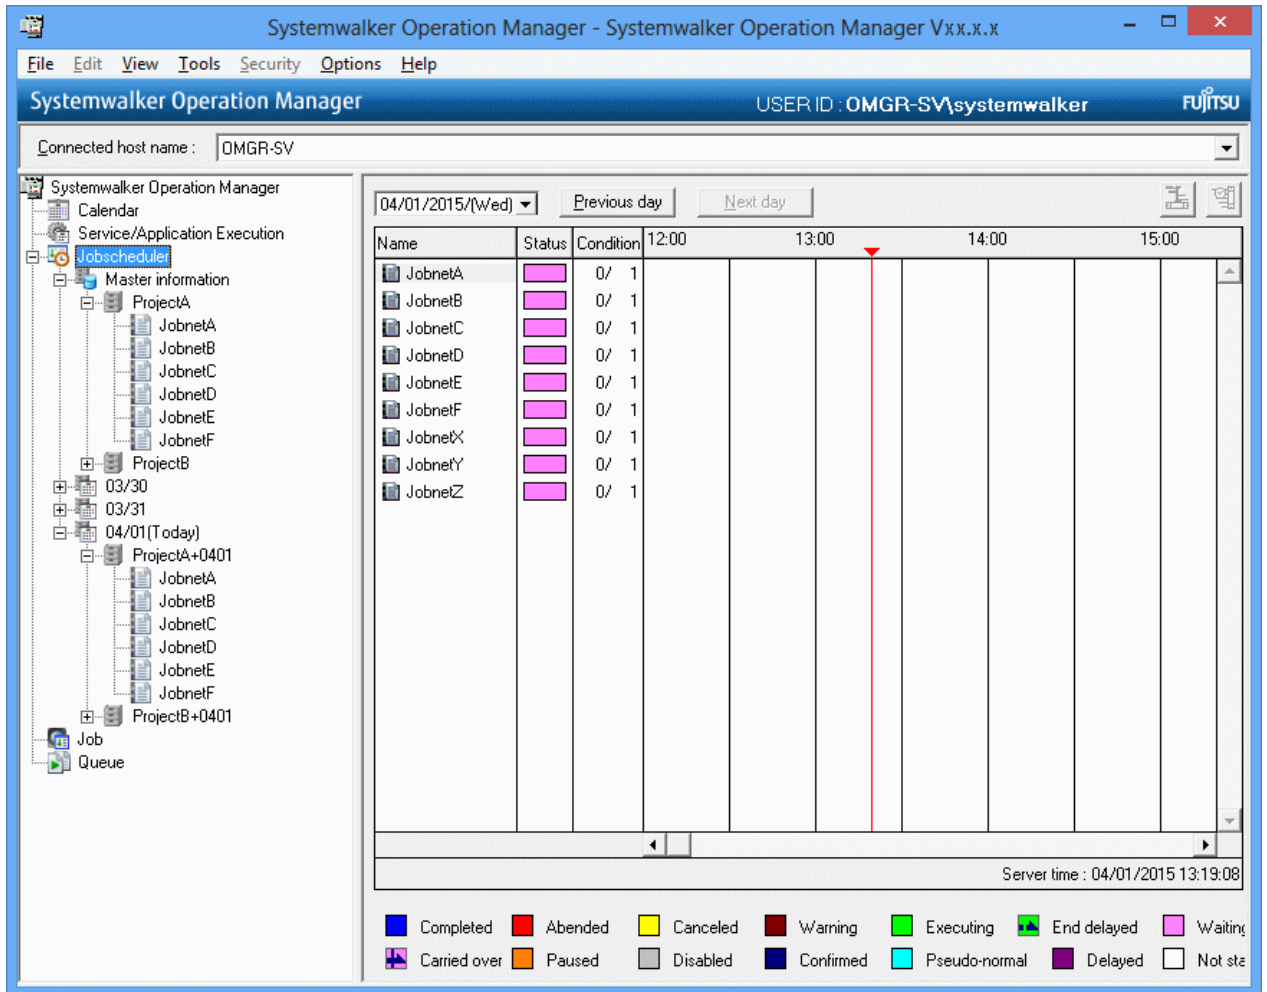 Systemwalker Operation Manager - Systemwalker Operation Manager Vxx.x.x
File Edit View Tools Security Options Help
Systemwalker Operation Manager USER ID : OMGR-SV\systemwalker FUJITSU
Connected host name : OMGR-SV
Systemwalker Operation Manager
Calendar
Service/Application Execution
Jobscheduler
Master information
ProjectA
JobnetA
JobnetB
JobnetC
JobnetD
JobnetE
JobnetF
ProjectB
03/30
03/31
04/01(Today)
ProjectA+0401
JobnetA
JobnetB
JobnetC
JobnetD
JobnetE
JobnetF
ProjectB+0401
Job
Queue
04/01/2015/(Wed) Previous day Next day
Name Status Condition 12:00 13:00 14:00 15:00
JobnetA 0/ 1
JobnetB 0/ 1
JobnetC 0/ 1
JobnetD 0/ 1
JobnetE 0/ 1
JobnetF 0/ 1
JobnetX 0/ 1
JobnetY 0/ 1
JobnetZ 0/ 1
Server time : 04/01/2015 13:19:08
Completed Abended Canceled Warning Executing End delayed Waiting
Carried over Paused Disabled Confirmed Pseudo-normal Delayed Not sta